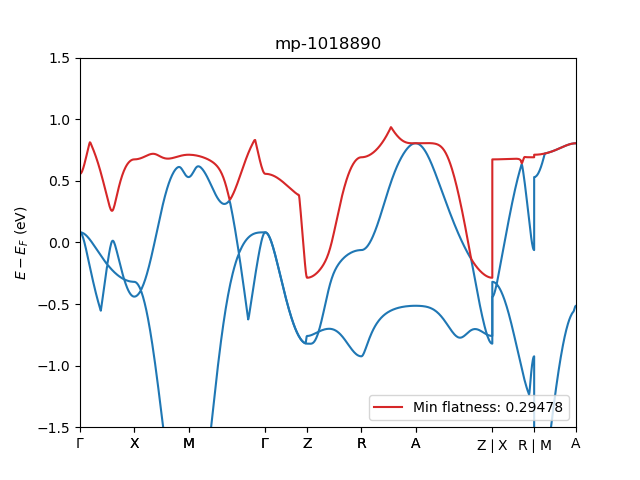 mp-1018890
1.5
1.0
0.5
0.0
−0.5
−1.0
−1.5
E − E_F (eV)
Min flatness: 0.29478
Γ X M Γ Z R A Z | X R | M A